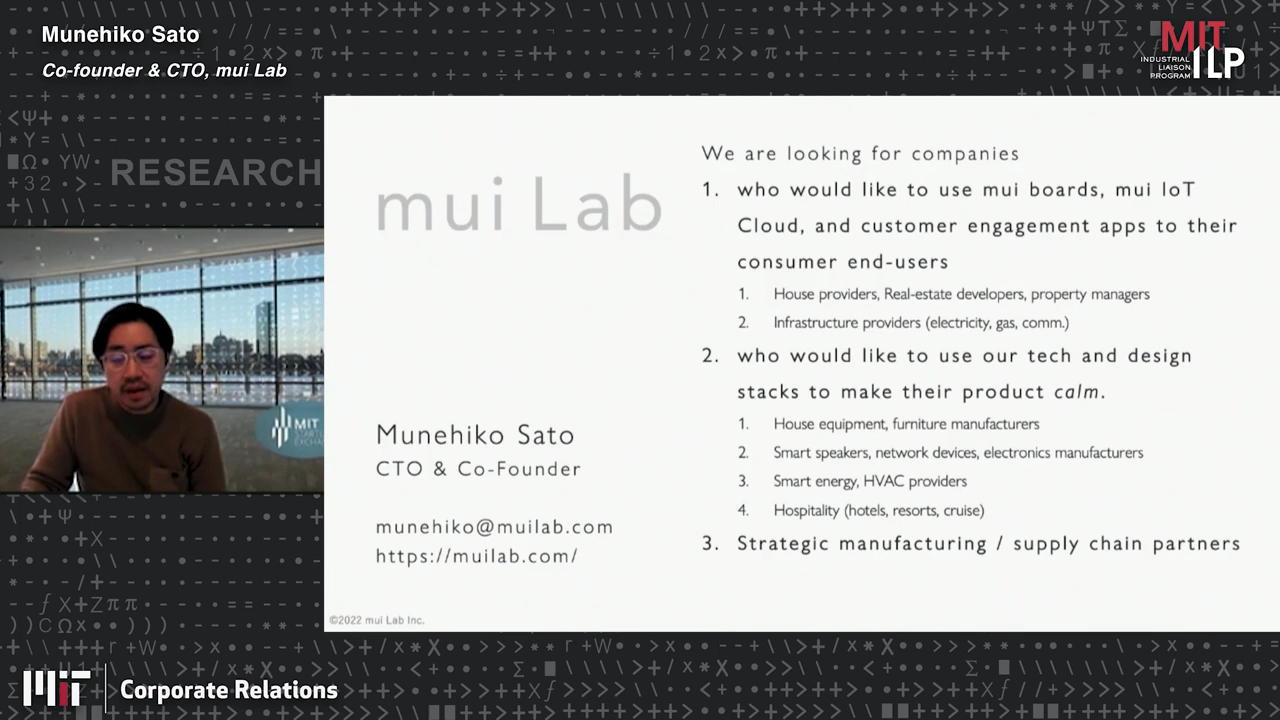 Munehiko Sato
Co-founder & CTO, mui Lab
MIT
INDUSTRIAL
LIAISON
PROGRAM
ILP
RESEARCH
MIT
mui Lab
Munehiko Sato
CTO & Co-Founder
munehiko@muilab.com
https://muilab.com/
©2022 mui Lab Inc.
We are looking for companies
1. who would like to use mui boards, mui IoT
Cloud, and customer engagement apps to their
consumer end-users
1. House providers, Real-estate developers, property managers
2. Infrastructure providers (electricity, gas, comm.)
2. who would like to use our tech and design
stacks to make their product calm.
1. House equipment, furniture manufacturers
2. Smart speakers, network devices, electronics manufacturers
3. Smart energy, HVAC providers
4. Hospitality (hotels, resorts, cruise)
3. Strategic manufacturing / supply chain partners
MIT
Corporate Relations